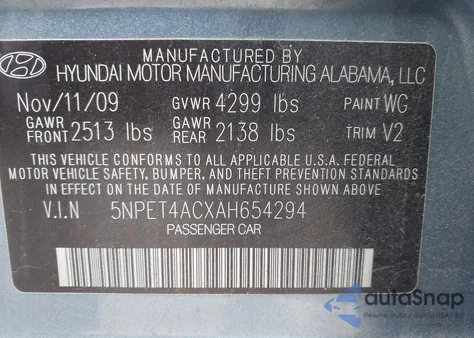 MANUFACTURED BY
HYUNDAI MOTOR MANUFACTURING ALABAMA, LLC
Nov/11/09 GVWR 4299 lbs PAINT WG
GAWR FRONT 2513 lbs GAWR REAR 2138 lbs TRIM V2
THIS VEHICLE CONFORMS TO ALL APPLICABLE U.S.A. FEDERAL
MOTOR VEHICLE SAFETY, BUMPER, AND THEFT PREVENTION STANDARDS
IN EFFECT ON THE DATE OF MANUFACTURE SHOWN ABOVE.
V.I.N 5NPET4ACXAH654294
PASSENGER CAR
autaSnap